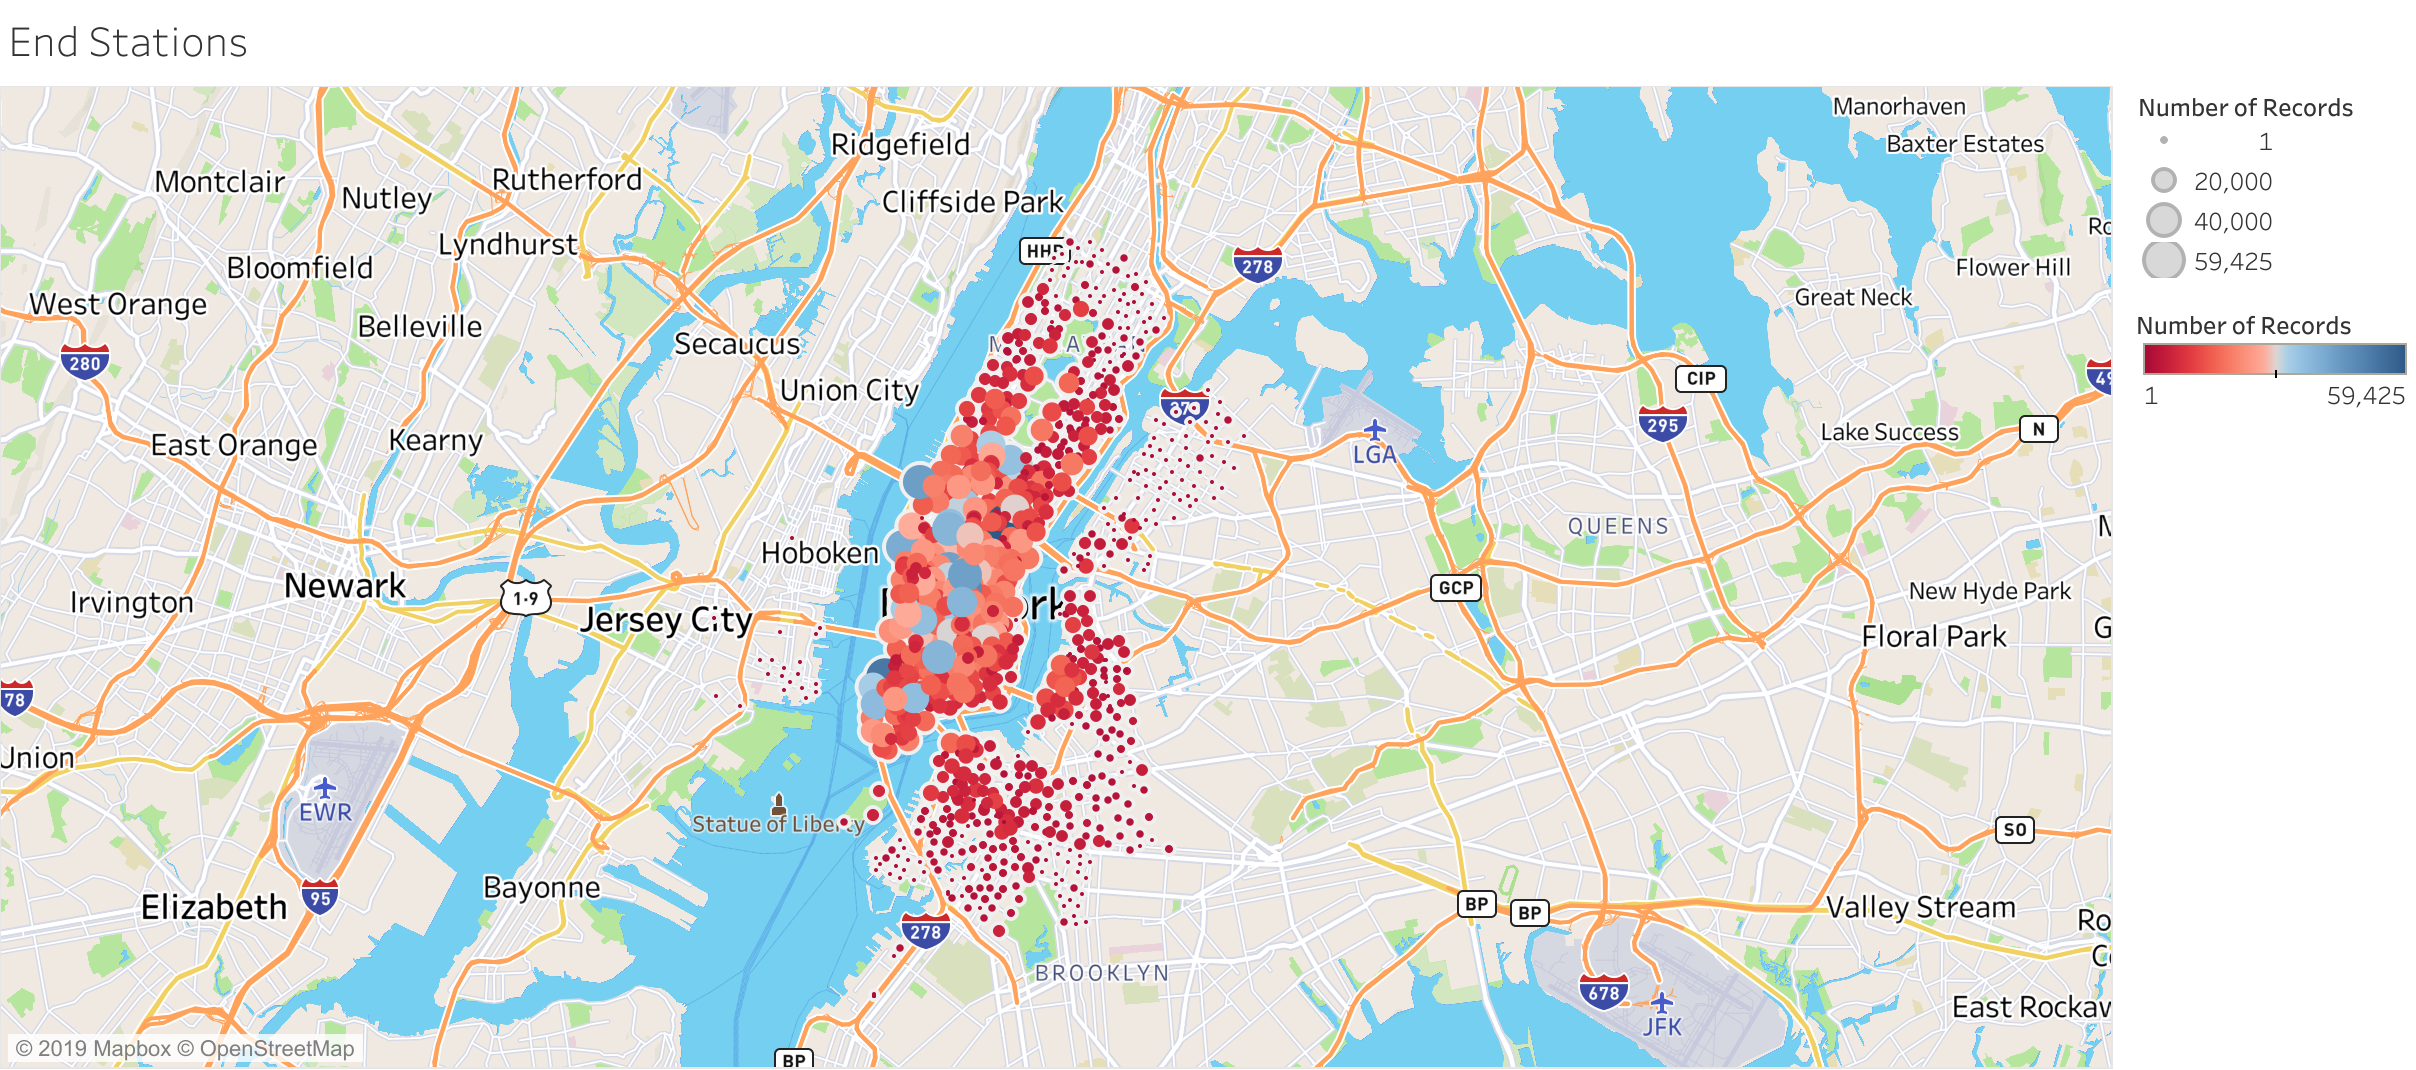 End Stations
Manorhaven
Number of Records
Ridgefield
Baxter Estates
1
Montclair
Rutherford
20,000
Nutley
Cliffside Park
40,000
Lyndhurst
HHP
278
59,425
Bloomfield
Flower Hill
West Orange
Great Neck
Belleville
Number of Records
Secaucus
280
CIP
1
59,425
Union City
278
295
N
Lake Success
East Orange
Kearny
LGA
QUEENS
Hoboken
Newark
GCP
Irvington
1·9
New Hyde Park
Jersey City
Floral Park
78
Union
EWR
Statue of Liberty
SO
Bayonne
95
Elizabeth
BP
BP
Valley Stream
278
BROOKLYN
678
JFK
East Rockaw
© 2019 Mapbox © OpenStreetMap
BP